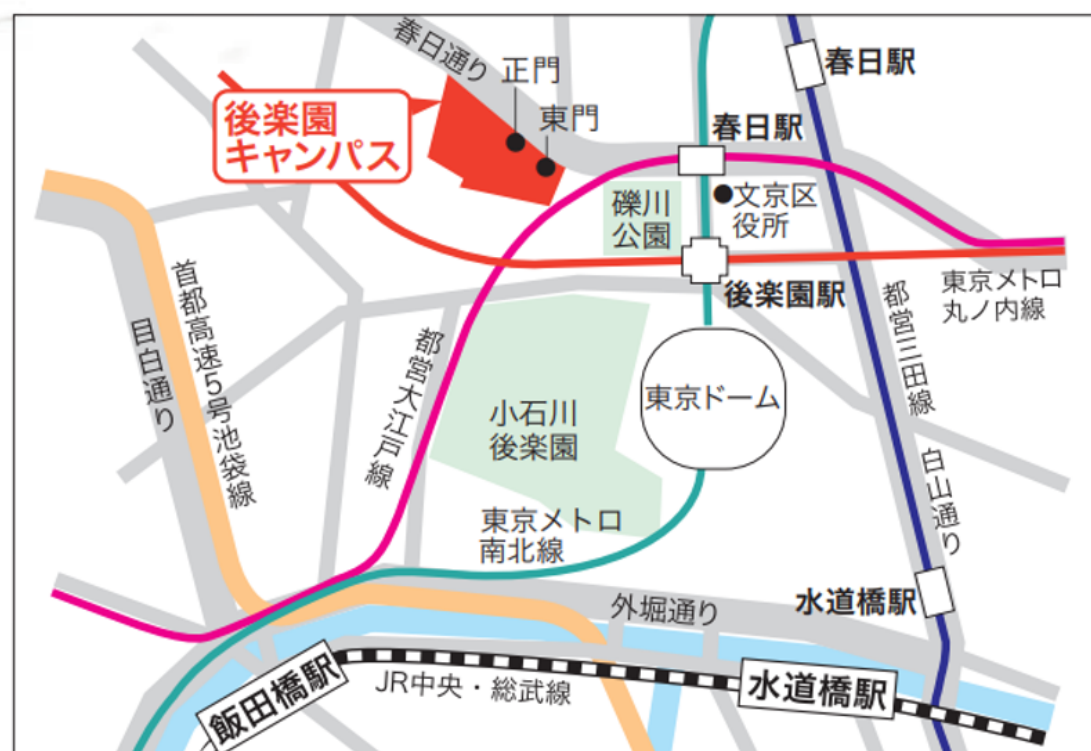 春日通り
正門
東門
春日駅
春日駅
後楽園
キャンパス
礫川
公園
文京区
役所
後楽園駅
東京メトロ
丸ノ内線
首都高速5号池袋線
目白通り
都営大江戸線
都営三田線
東京ドーム
小石川
後楽園
白山通り
東京メトロ
南北線
水道橋駅
外堀通り
飯田橋駅
JR中央・総武線
水道橋駅